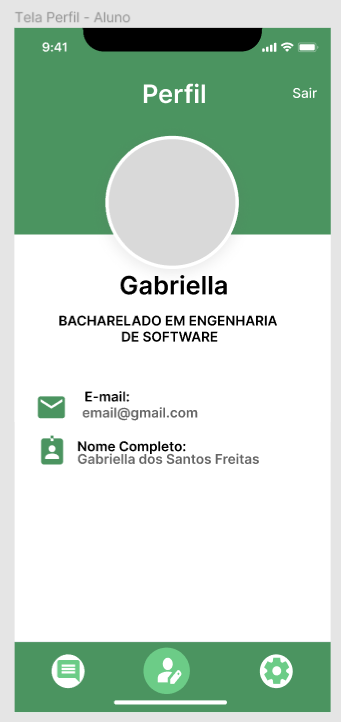 Tela Perfil - Aluno
9:41
Perfil
Sair
Gabriella
BACHARELADO EM ENGENHARIA
DE SOFTWARE
E-mail:
email@gmail.com
Nome Completo:
Gabriella dos Santos Freitas